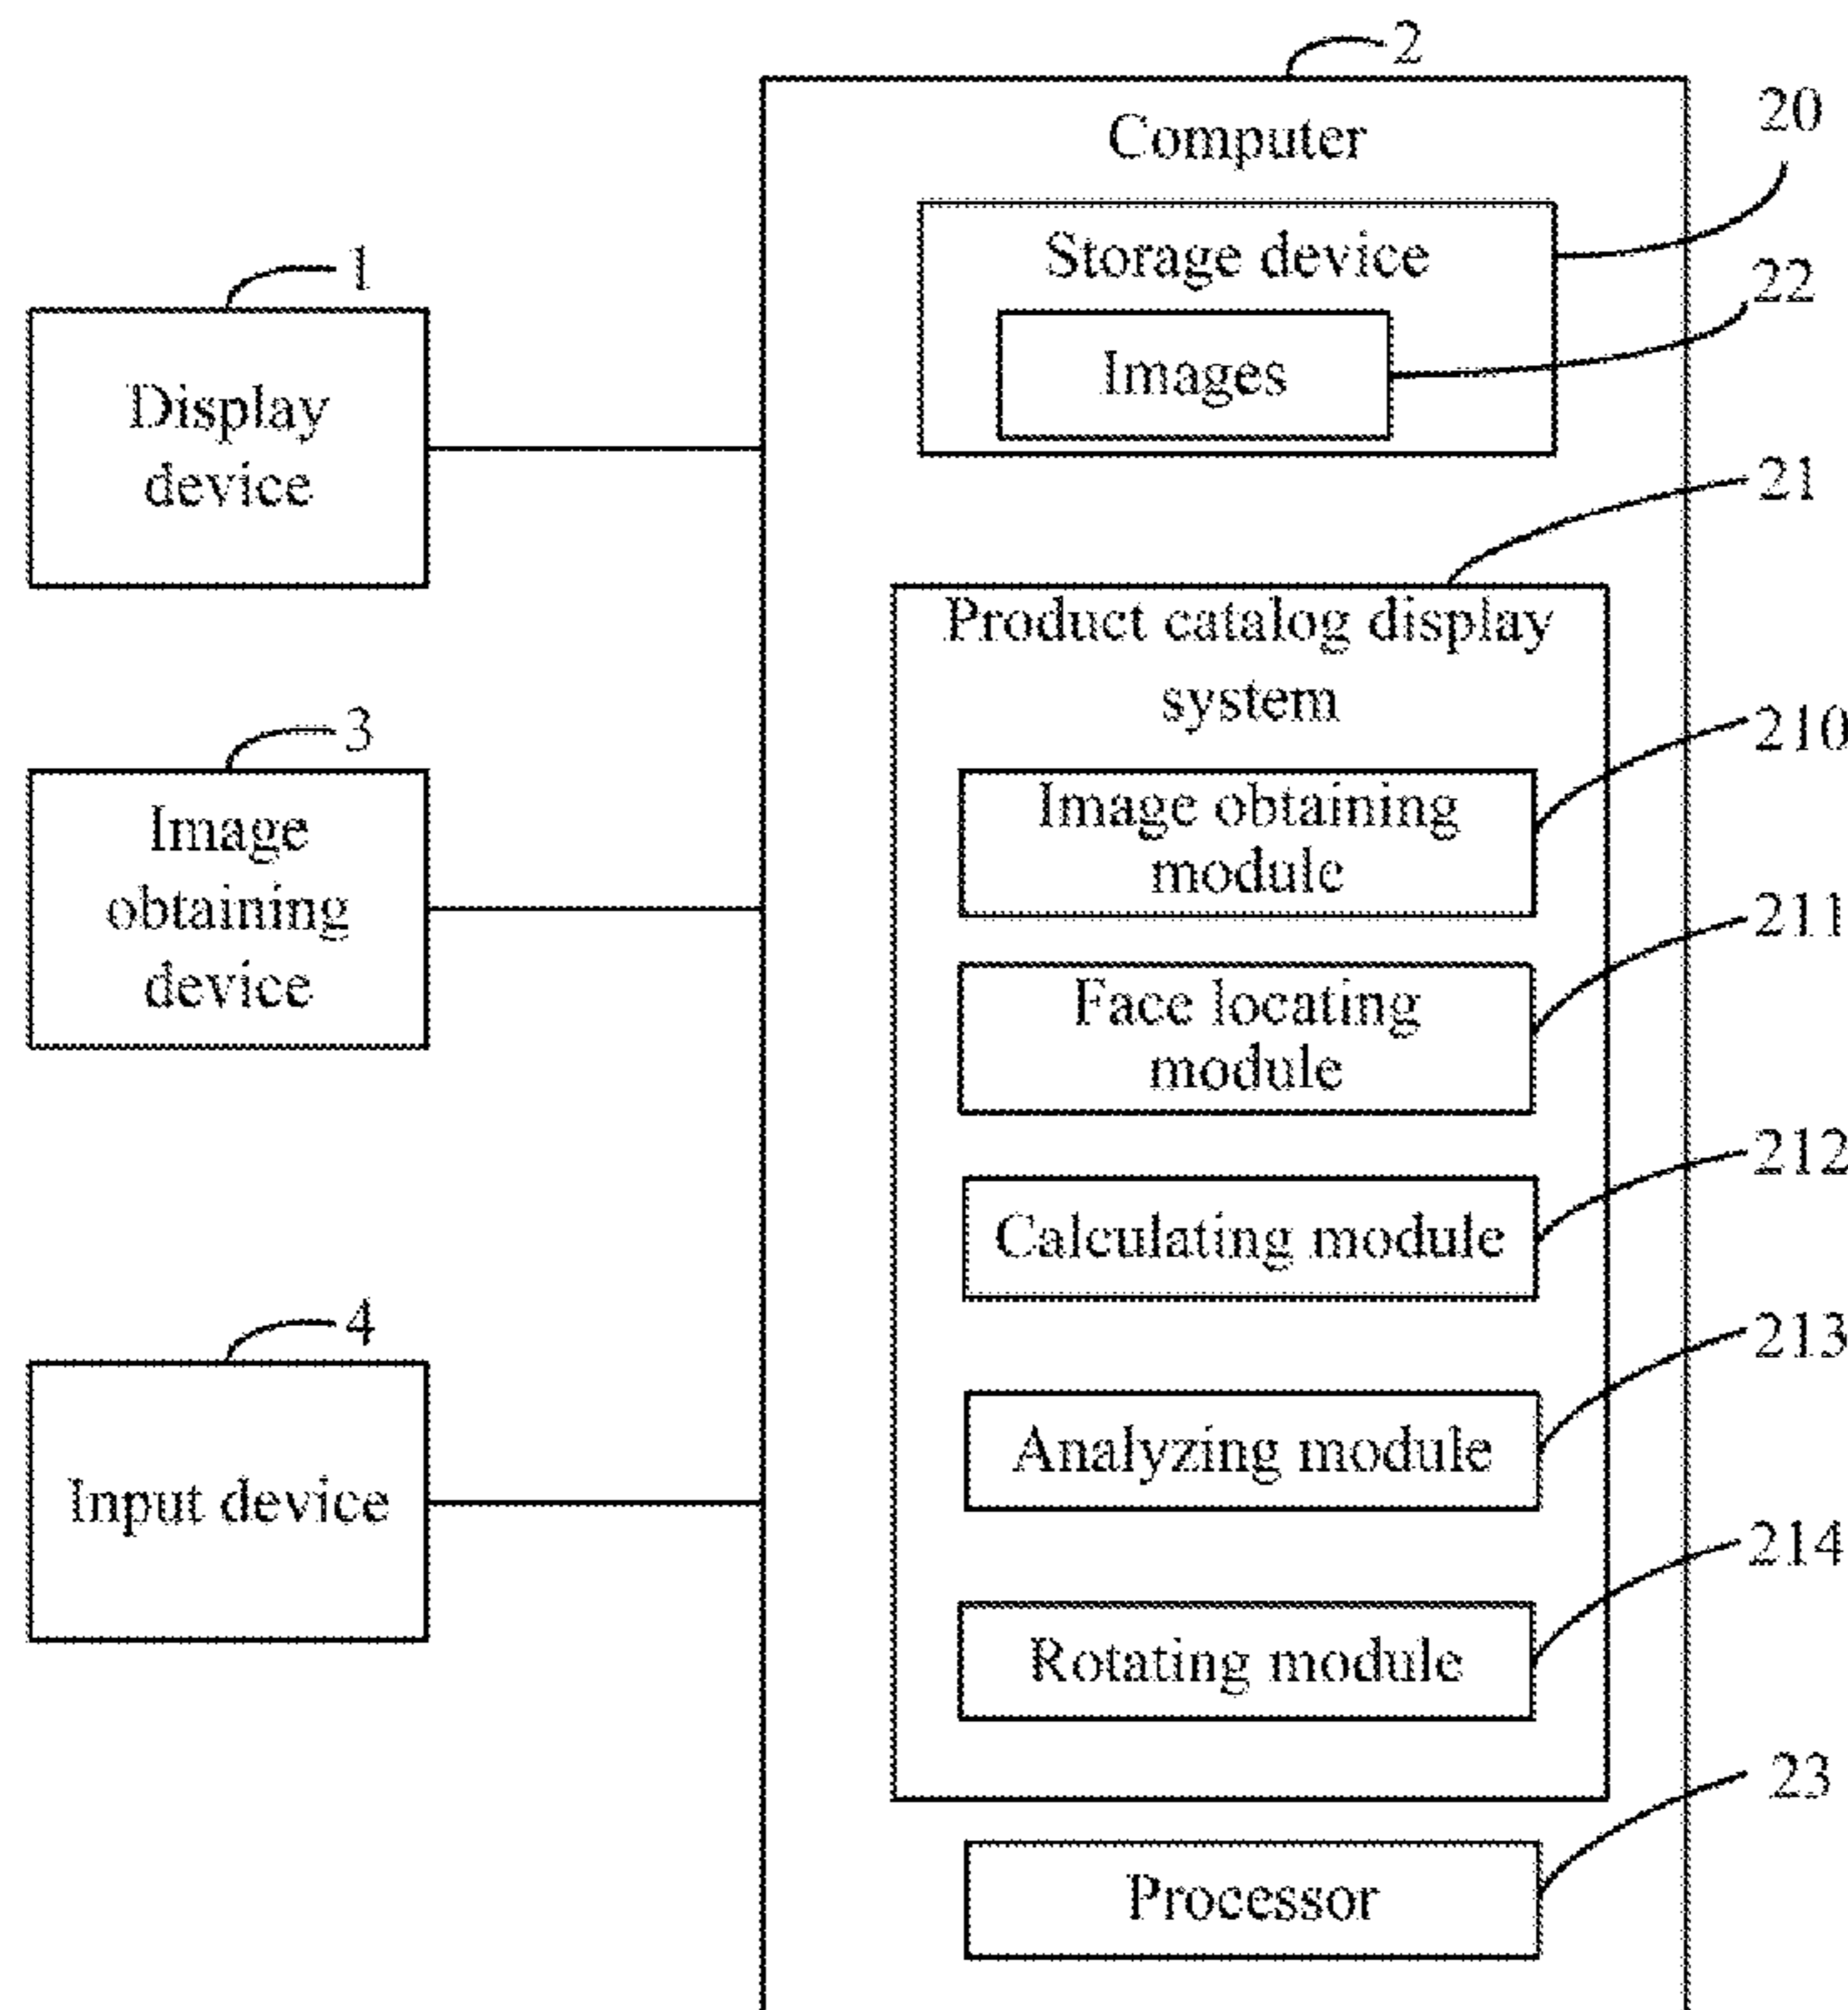 2
Computer
20
Storage device
22
Images
1
Display
device
21
Product catalog display
system
3
Image
obtaining
device
210
Image obtaining
module
211
Face locating
module
212
Calculating module
4
Input device
213
Analyzing module
214
Rotating module
23
Processor